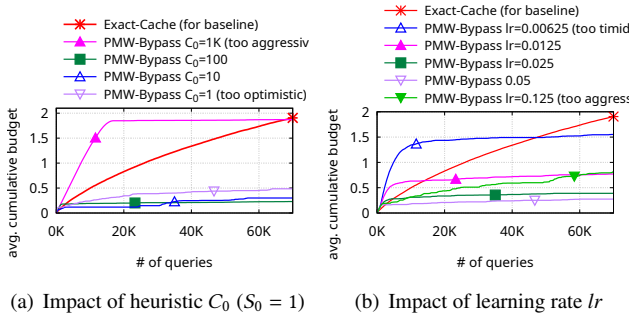 Exact-Cache (for baseline)
PMW-Bypass C₀=1K (too aggressiv
PMW-Bypass C₀=100
PMW-Bypass C₀=10
PMW-Bypass C₀=1 (too optimistic)
avg. cumulative budget
2
1.5
1
0.5
0
0K
20K
40K
60K
# of queries
(a) Impact of heuristic C₀ (S₀ = 1)
Exact-Cache (for baseline)
PMW-Bypass lr=0.00625 (too timid
PMW-Bypass lr=0.0125
PMW-Bypass lr=0.025
PMW-Bypass 0.05
PMW-Bypass lr=0.125 (too aggress
avg. cumulative budget
2
1.5
1
0.5
0
0K
20K
40K
60K
# of queries
(b) Impact of learning rate lr